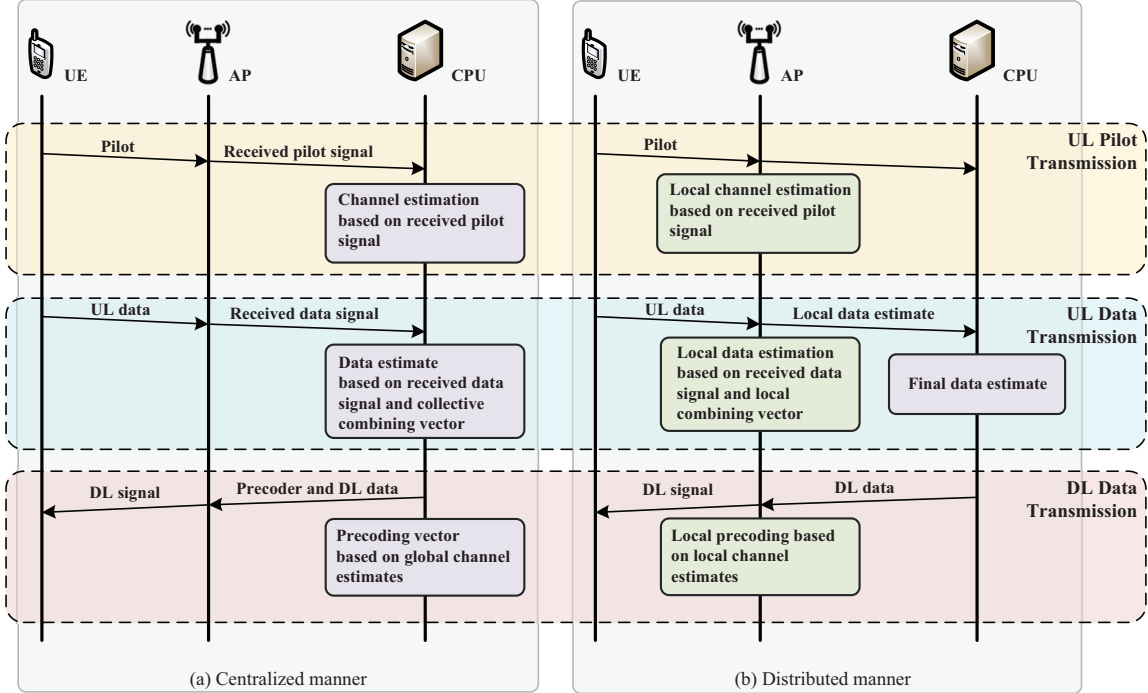 UE
AP
CPU
UE
AP
CPU
Pilot
Received pilot signal
Channel estimation
based on received pilot
signal
Pilot
Local channel estimation
based on received pilot
signal
UL Pilot
Transmission
UL data
Received data signal
Data estimate
based on received data
signal and collective
combining vector
UL data
Local data estimate
Local data estimation
based on received data
signal and local
combining vector
Final data estimate
UL Data
Transmission
DL signal
Precoder and DL data
Precoding vector
based on global channel
estimates
DL signal
DL data
Local precoding based
on local channel
estimates
DL Data
Transmission
(a) Centralized manner
(b) Distributed manner